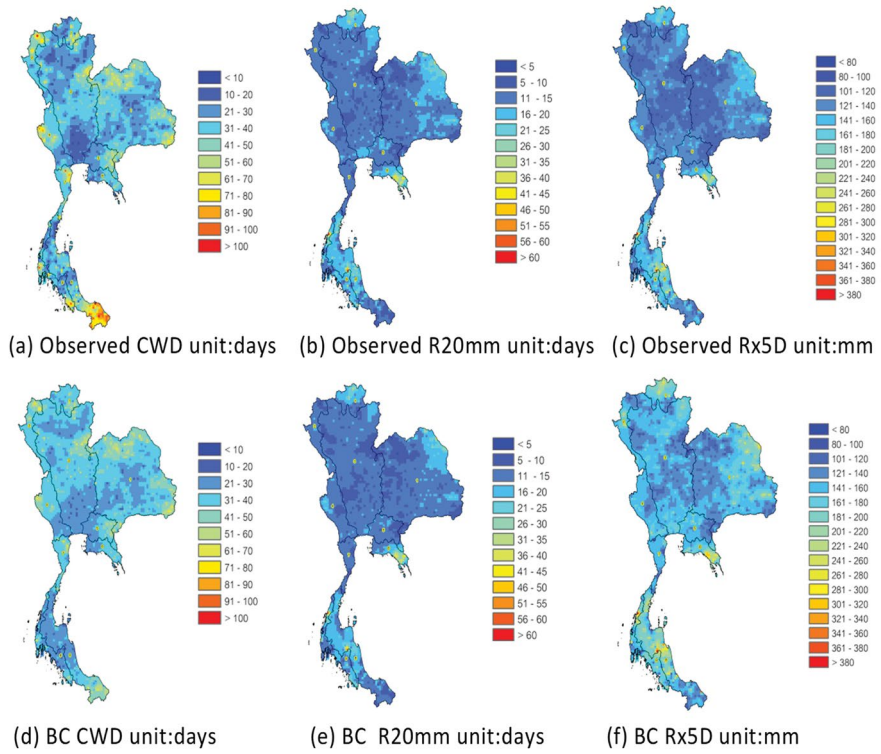 < 10
10 - 20
21 - 30
31 - 40
41 - 50
51 - 60
61 - 70
71 - 80
81 - 90
91 - 100
> 100
(a) Observed CWD unit:days
< 5
5 - 10
11 - 15
16 - 20
21 - 25
26 - 30
31 - 35
36 - 40
41 - 45
46 - 50
51 - 55
56 - 60
> 60
(b) Observed R20mm unit:days
< 80
80 - 100
101 - 120
121 - 140
141 - 160
161 - 180
181 - 200
201 - 220
221 - 240
241 - 260
261 - 280
281 - 300
301 - 320
321 - 340
341 - 360
361 - 380
> 380
(c) Observed Rx5D unit:mm
< 10
10 - 20
21 - 30
31 - 40
41 - 50
51 - 60
61 - 70
71 - 80
81 - 90
91 - 100
> 100
(d) BC CWD unit:days
< 5
5 - 10
11 - 15
16 - 20
21 - 25
26 - 30
31 - 35
36 - 40
41 - 45
46 - 50
51 - 55
56 - 60
> 60
(e) BC R20mm unit:days
< 80
80 - 100
101 - 120
121 - 140
141 - 160
161 - 180
181 - 200
201 - 220
221 - 240
241 - 260
261 - 280
281 - 300
301 - 320
321 - 340
341 - 360
361 - 380
> 380
(f) BC Rx5D unit:mm